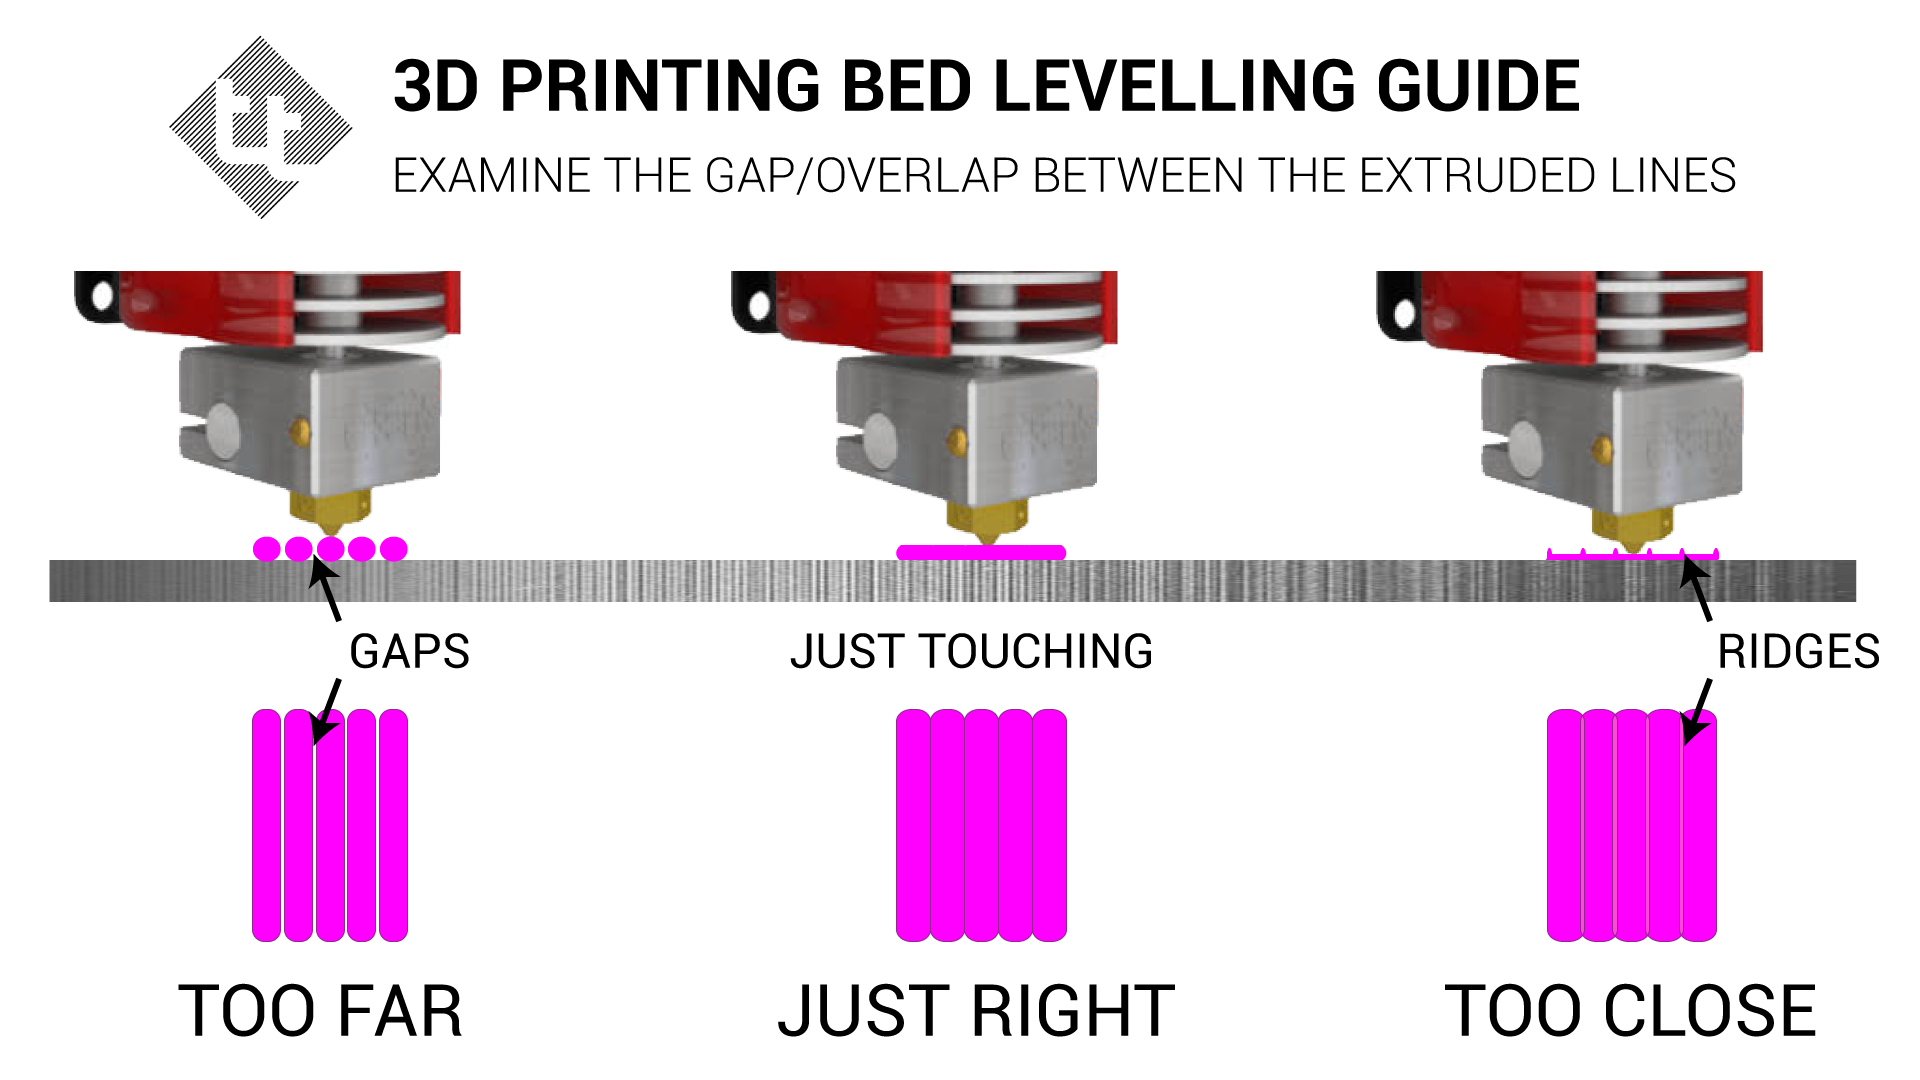 3D PRINTING BED LEVELLING GUIDE
EXAMINE THE GAP/OVERLAP BETWEEN THE EXTRUDED LINES
GAPS
JUST TOUCHING
RIDGES
TOO FAR
JUST RIGHT
TOO CLOSE